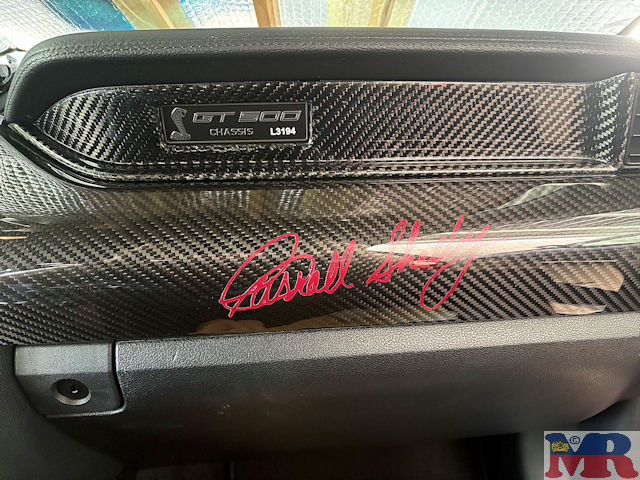 GT500
CHASSIS L3194
Carroll Shelby
© MR